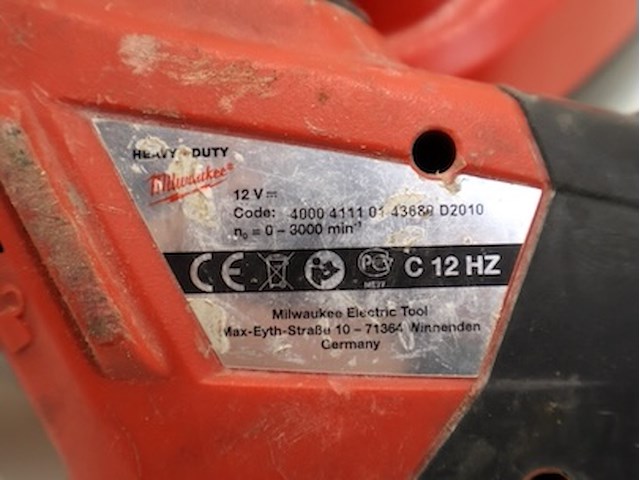 HEAVY DUTY
Milwaukee
12 V
Code: 4000 4111 01 D2010
n₀ = 0 – 3000 min⁻¹
CE C 12 HZ
Milwaukee Electric Tool
Max-Eyth-Straße 10 – 71364 Winnenden
Germany